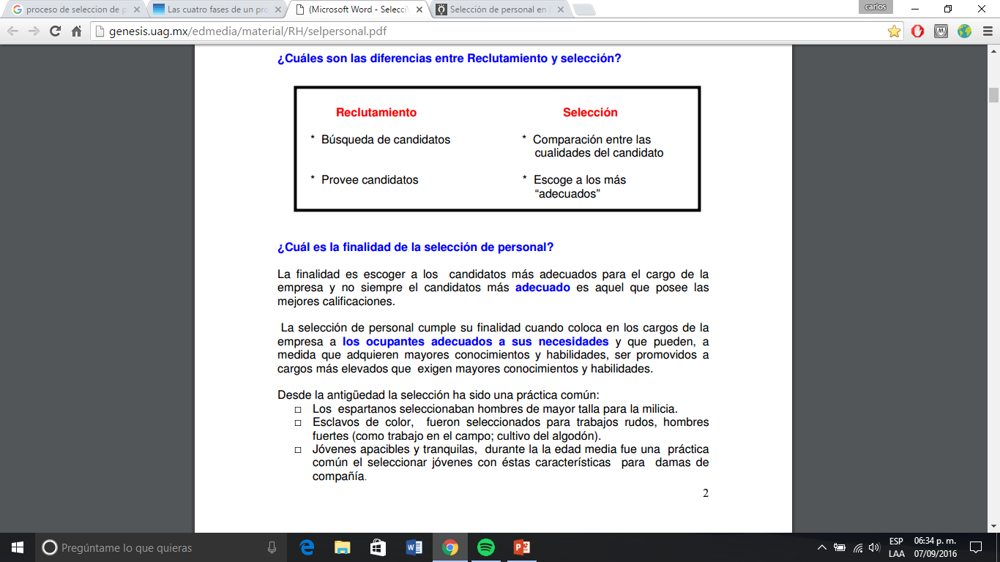 proceso de seleccion de p
Las cuatro fases de un pro
(Microsoft Word - Selecci
Selección de personal en
carlos
genesis.uag.mx/edmedia/material/RH/selpersonal.pdf
¿Cuáles son las diferencias entre Reclutamiento y selección?
Reclutamiento
* Búsqueda de candidatos
* Provee candidatos
Selección
* Comparación entre las
cualidades del candidato
* Escoge a los más
“adecuados”
¿Cuál es la finalidad de la selección de personal?
La finalidad es escoger a los candidatos más adecuados para el cargo de la
empresa y no siempre el candidatos más adecuado es aquel que posee las
mejores calificaciones.
La selección de personal cumple su finalidad cuando coloca en los cargos de la
empresa a los ocupantes adecuados a sus necesidades y que pueden, a
medida que adquieren mayores conocimientos y habilidades, ser promovidos a
cargos más elevados que exigen mayores conocimientos y habilidades.
Desde la antigüedad la selección ha sido una práctica común:
□ Los espartanos seleccionaban hombres de mayor talla para la milicia.
□ Esclavos de color, fueron seleccionados para trabajos rudos, hombres
fuertes (como trabajo en el campo; cultivo del algodón).
□ Jóvenes apacibles y tranquilas, durante la la edad media fue una práctica
común el seleccionar jóvenes con éstas características para damas de
compañía.
2
Pregúntame lo que quieras
ESP
LAA
06:34 p. m.
07/09/2016